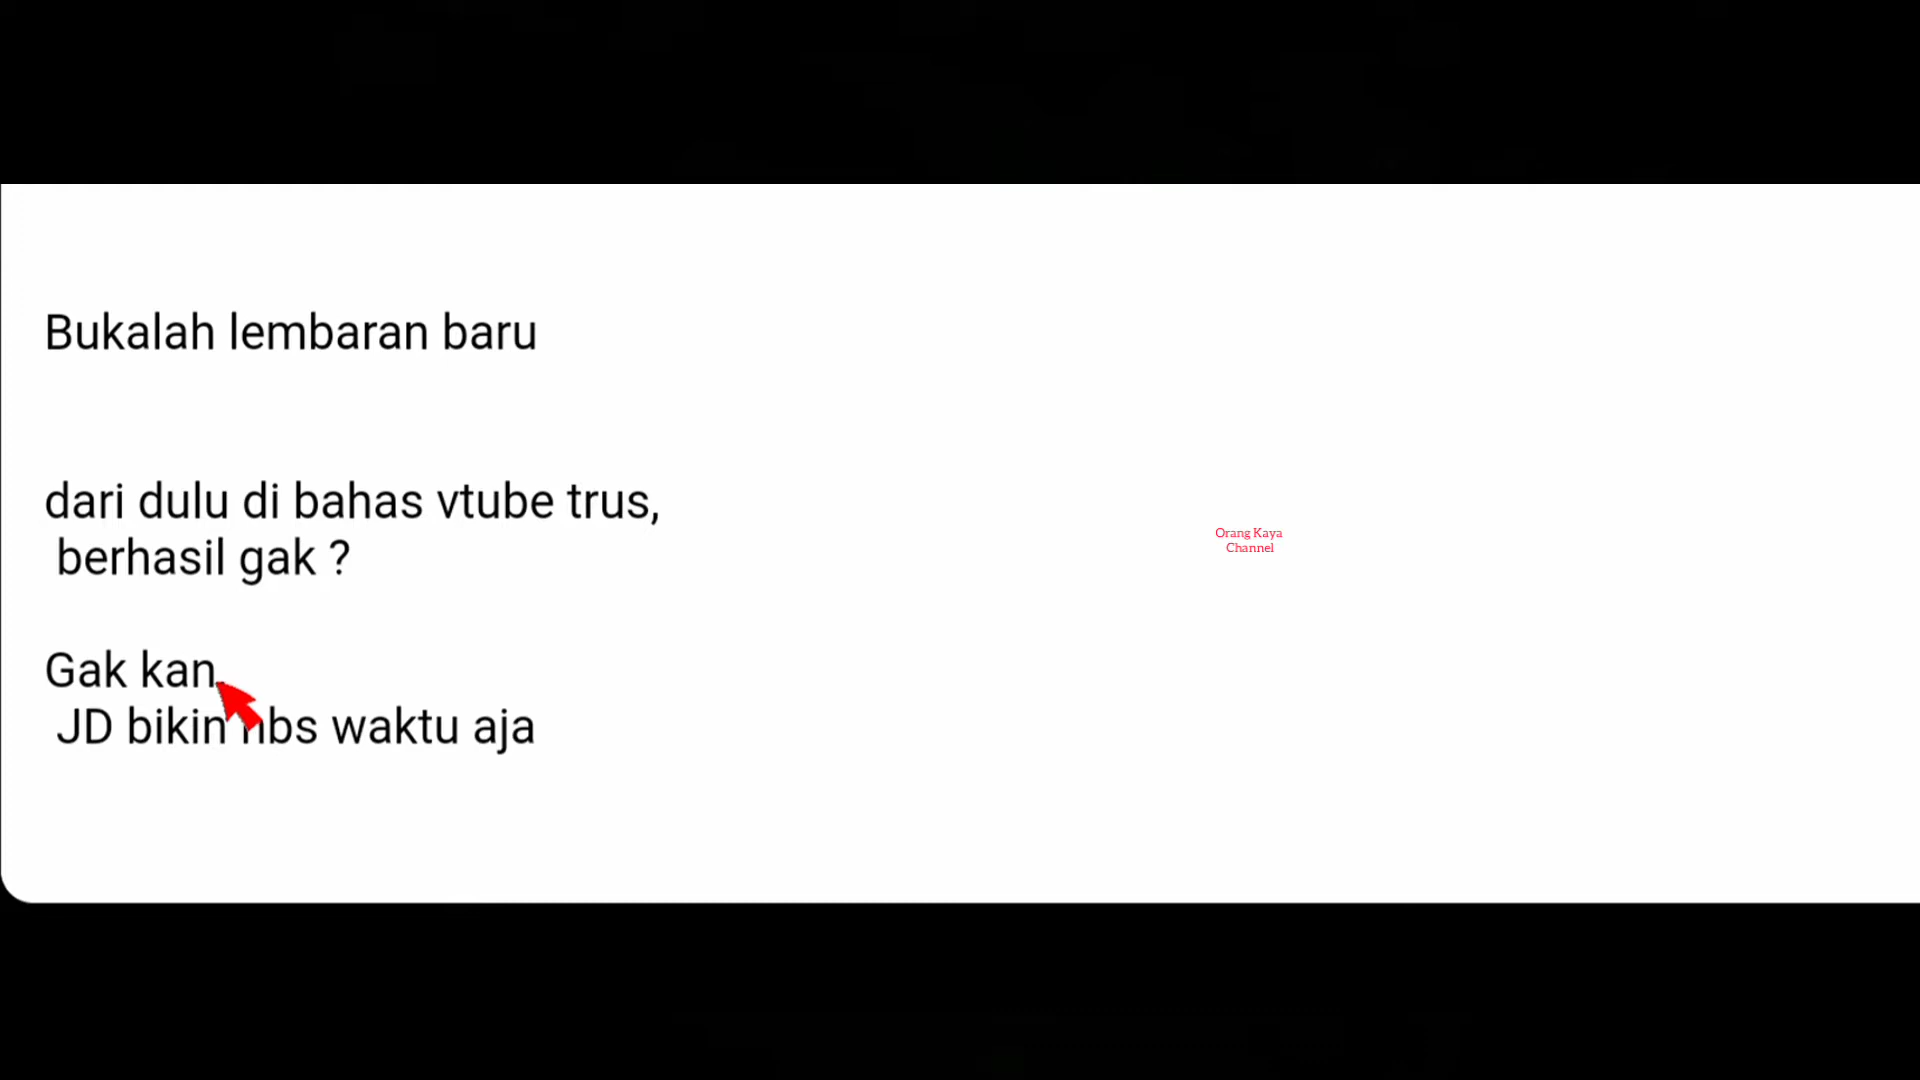 Bukalah lembaran baru
dari dulu di bahas vtube trus,
berhasil gak ?
Gak kan
JD bikin hbs waktu aja
Orang Kaya
Channel